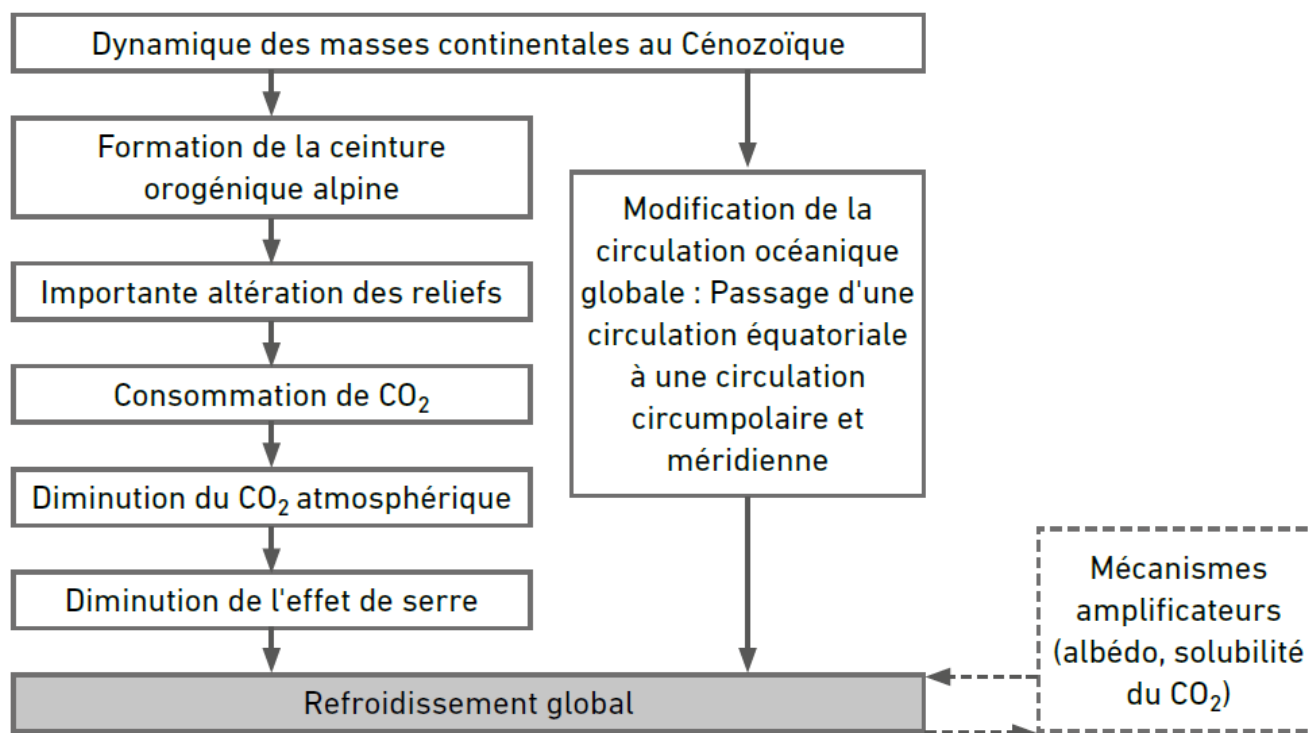 Dynamique des masses continentales au Cénozoïque
Formation de la ceinture
orogénique alpine
Importante altération des reliefs
Consommation de CO₂
Diminution du CO₂ atmosphérique
Diminution de l'effet de serre
Modification de la
circulation océanique
globale : Passage d'une
circulation équatoriale
à une circulation
circumpolaire et
méridienne
Mécanismes
amplificateurs
(albédo, solubilité
du CO₂)
Refroidissement global